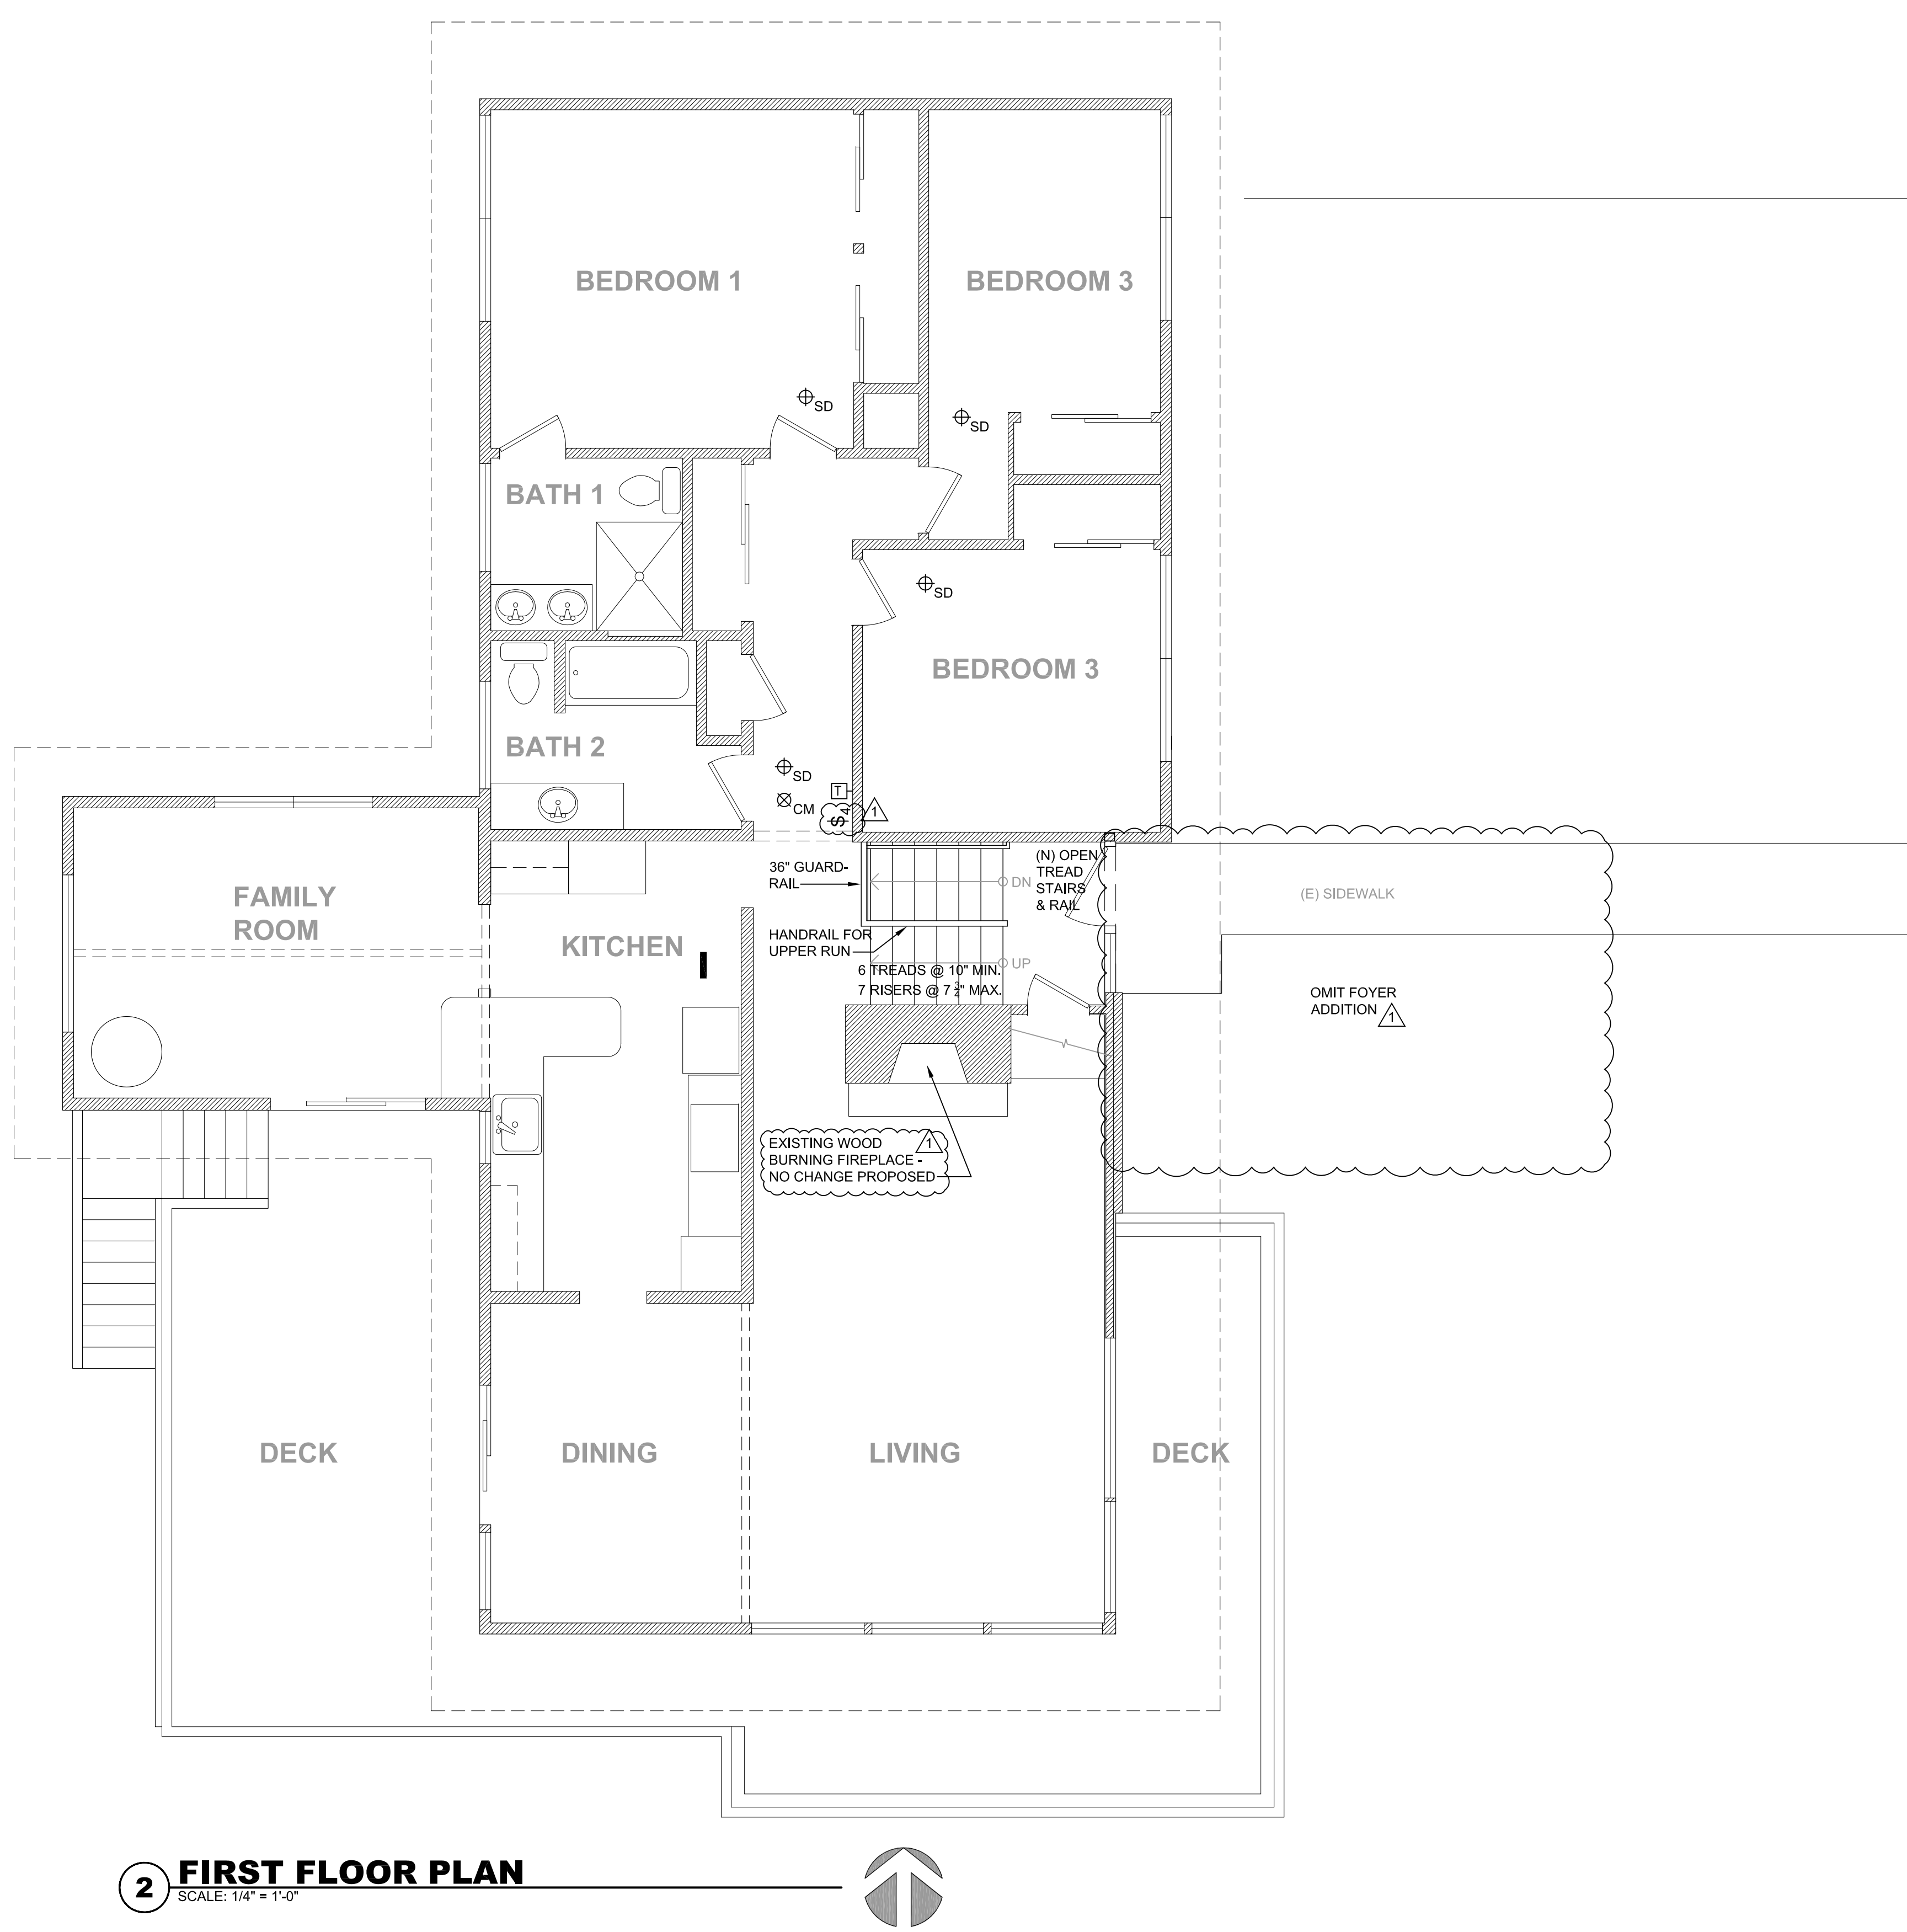 BEDROOM 1
BEDROOM 3
SD
SD
BATH 1
SD
BEDROOM 3
BATH 2
SD
CM
T
$4
1
36" GUARD-
RAIL
(N) OPEN
TREAD
STAIRS
& RAIL
DN
(E) SIDEWALK
FAMILY
ROOM
KITCHEN
HANDRAIL FOR
UPPER RUN
UP
6 TREADS @ 10" MIN.
7 RISERS @ 7 3/4" MAX.
OMIT FOYER
ADDITION
1
EXISTING WOOD
BURNING FIREPLACE -
NO CHANGE PROPOSED
1
DECK
DINING
LIVING
DECK
2
FIRST FLOOR PLAN
SCALE: 1/4" = 1'-0"